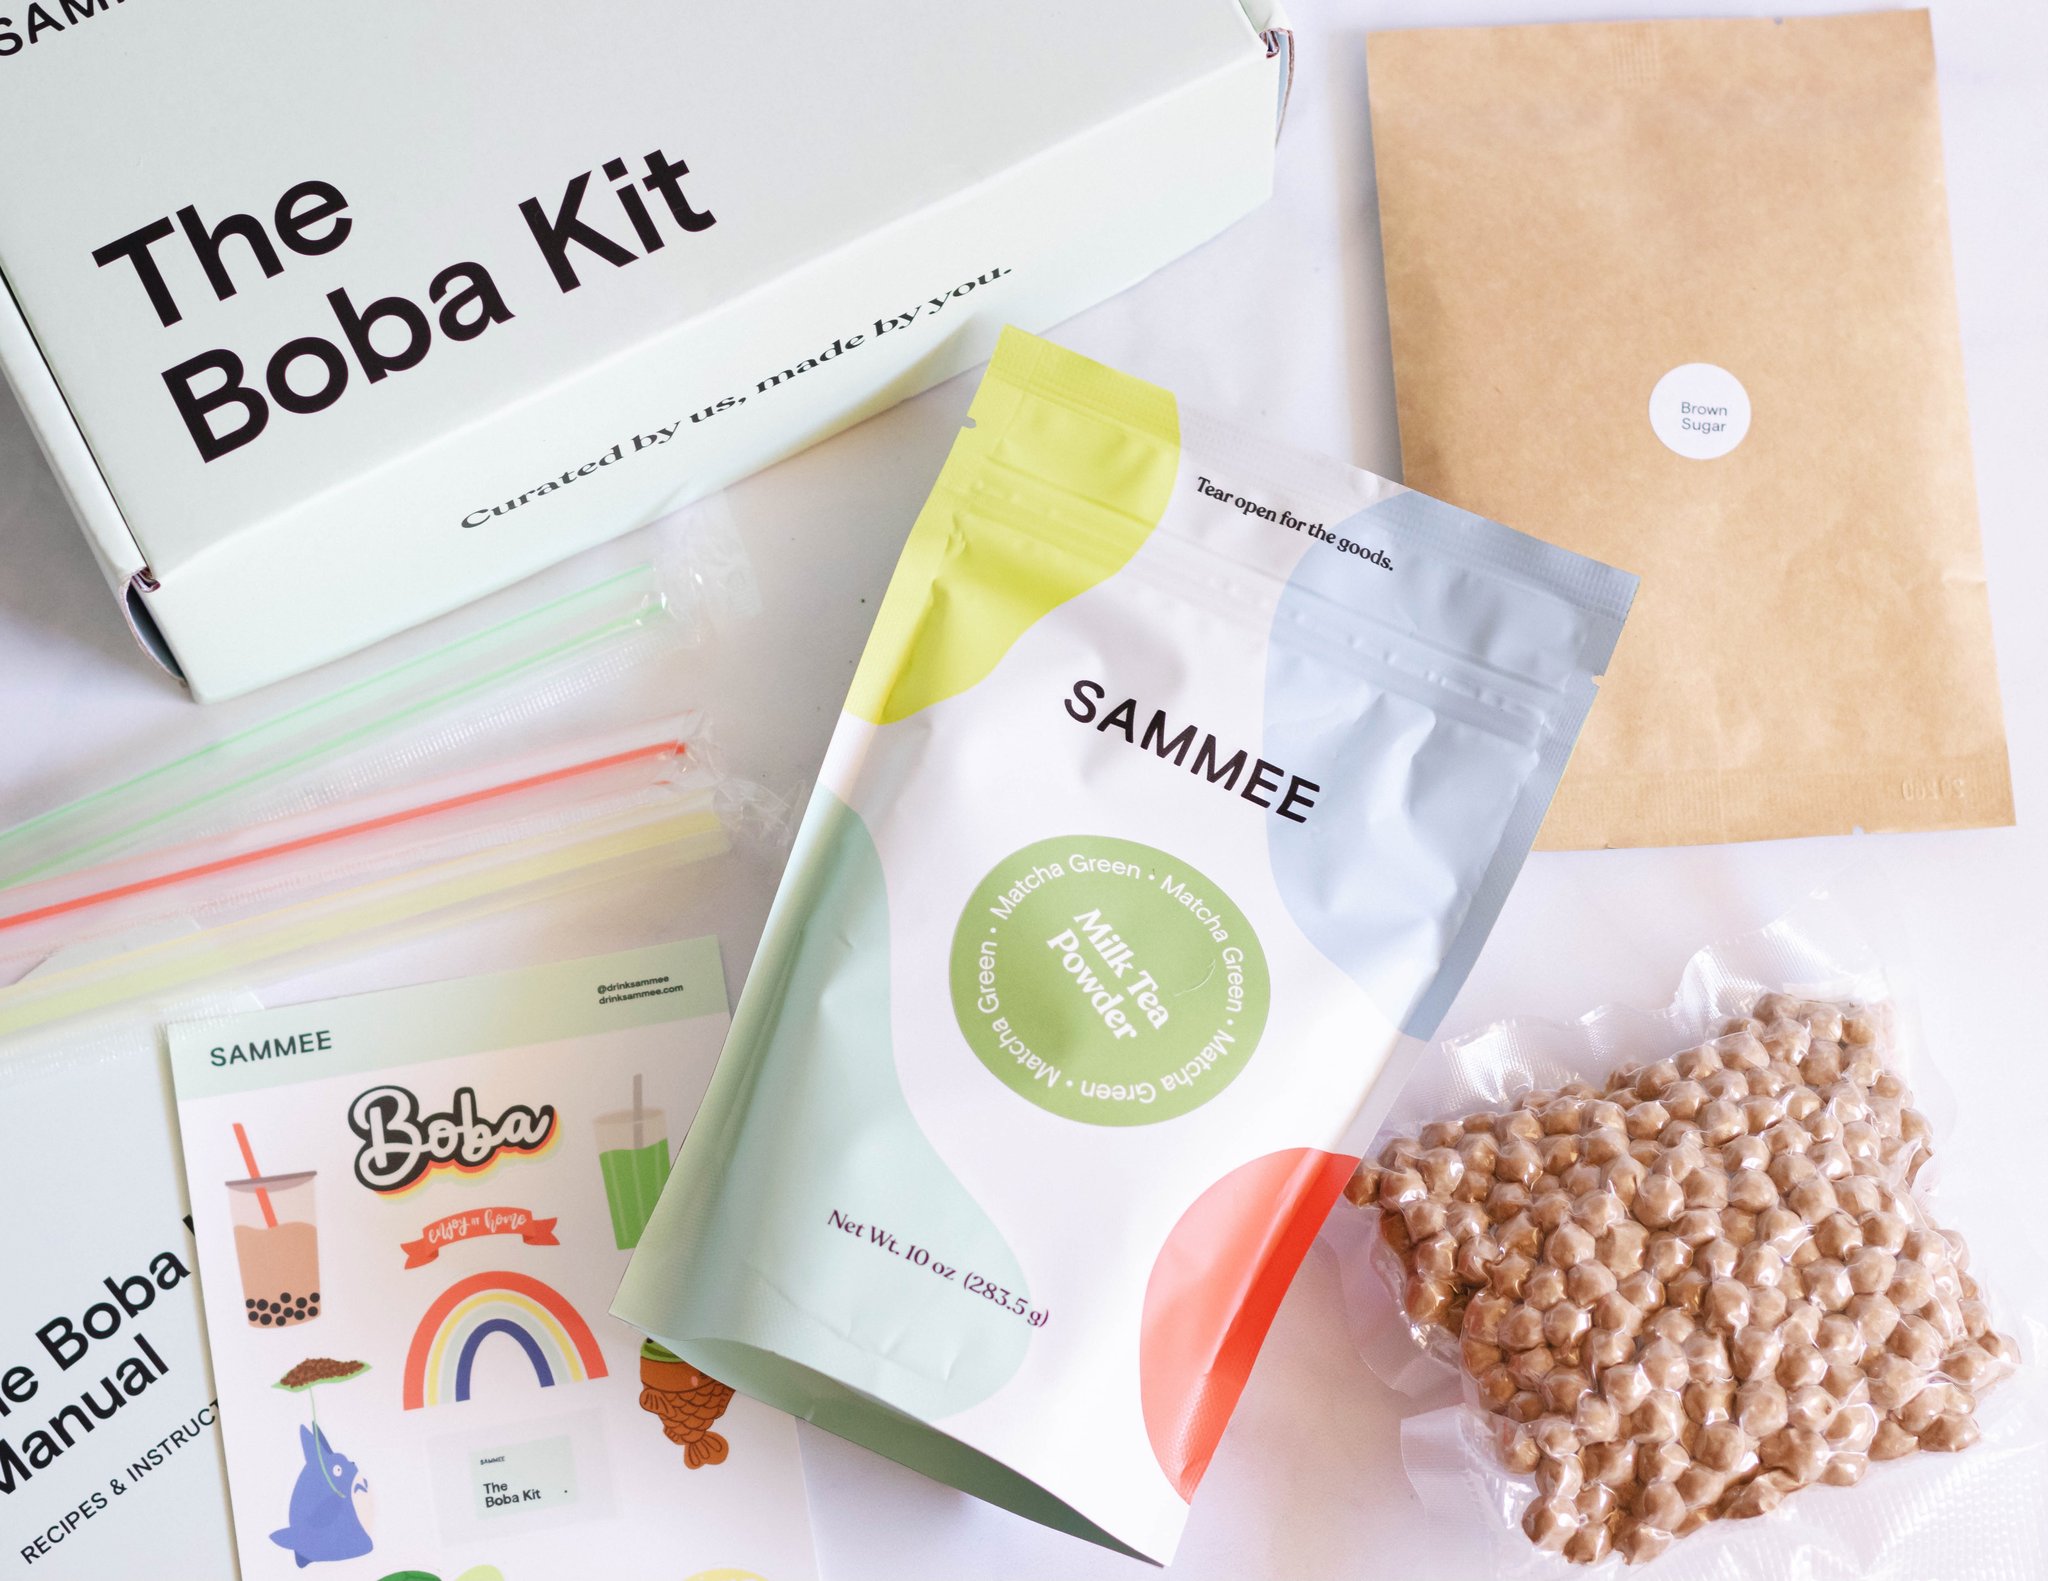 The
Boba Kit
Curated by us, made by you.
Tear open for the goods.
SAMMEE
Matcha Green • Matcha Green • Matcha Green • Matcha Green •
Milk Tea
Powder
Net Wt. 10 oz (283.5 g)
Brown
Sugar
SAMMEE
@drinksammee
drinksammee.com
Boba
enjoy AT home
SAMMEE
The
Boba Kit
Boba
Manual
RECIPES &